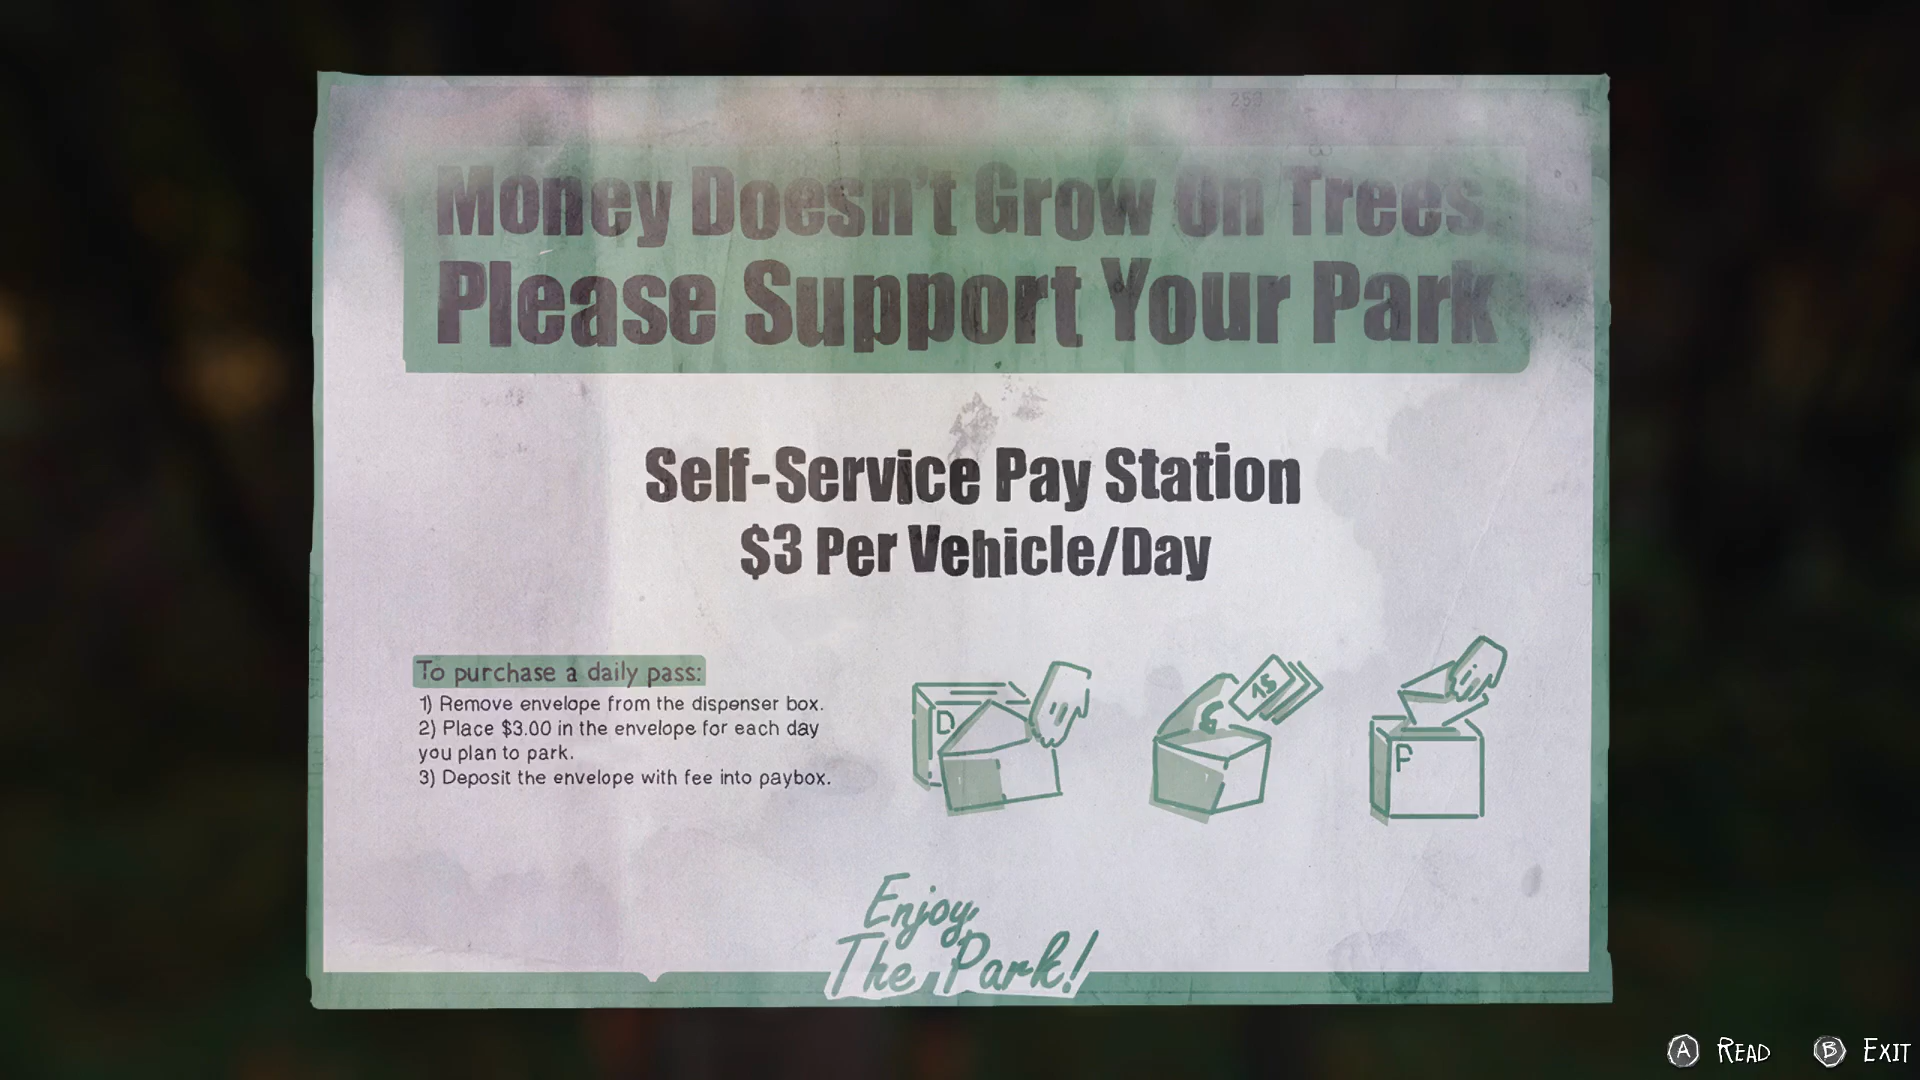 259
Money Doesn't Grow On Trees
Please Support Your Park
Self-Service Pay Station
$3 Per Vehicle/Day
To purchase a daily pass:
1) Remove envelope from the dispenser box.
2) Place $3.00 in the envelope for each day
you plan to park.
3) Deposit the envelope with fee into paybox.
D
15
P
Enjoy
The Park!
A READ B EXIT